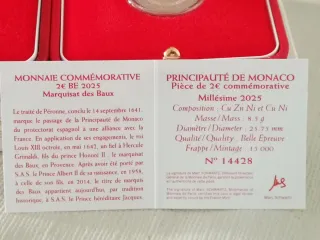 MONNAIE COMMÉMORATIVE
2€ BE 2025
Marquisat des Baux
Le traité de Péronne, conclu le 14 septembre 1641,
marque le passage de la Principauté de Monaco
du protectorat espagnol à une alliance avec la
France. En non engagement, le roi
Louis XIII octroie, en mai 1642, au fief à Hercule
Grimaldi, fils du prince Honoré II, le marquisat
des Baux, en Provence. Après avoir été porté par
S.A.S. le Prince Albert II de sa naissance, en 1958,
à celle de son fils, en 2014, le titre de marquis
des Baux appartient aujourd'hui, par tradition
historique, à S.A.S. le Prince héréditaire Jacques.
PRINCIPAUTÉ DE MONACO
Pièce de 2€ commémorative
Millésime 2025
Composition : Cu Zn Ni et Cu Ni
Masse/Mass : 8.5 g
Diamètre/Diameter : 25.75 mm
Qualité/Quality : Belle Épreuve
Frappe/Mintage : 15 000
N° 14428